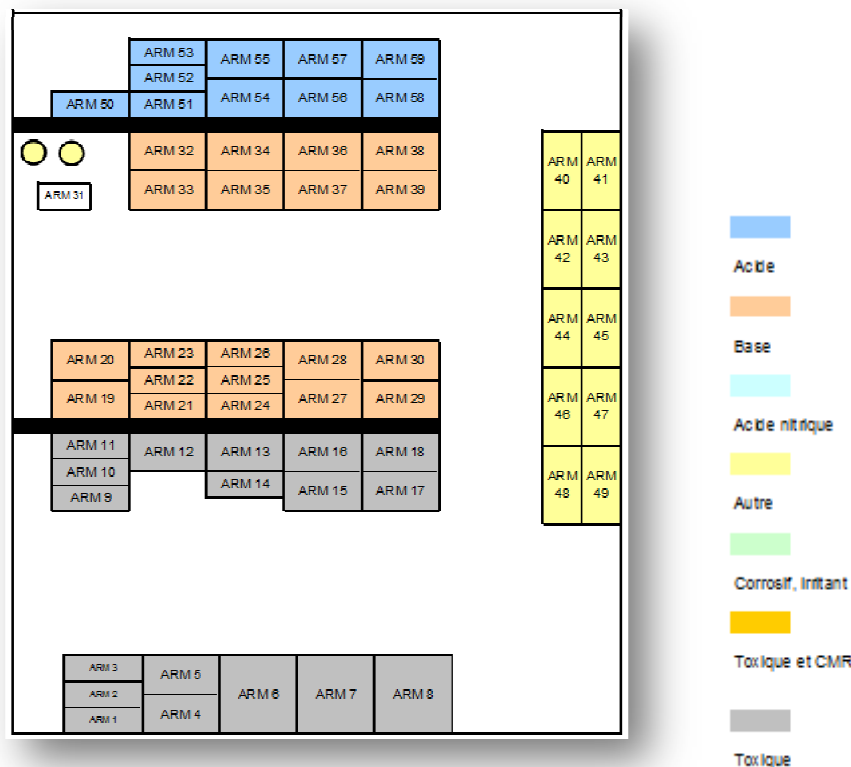 ARM 53 ARM 55 ARM 57 ARM 59
ARM 52
ARM 50 ARM 51 ARM 54 ARM 56 ARM 58
ARM 32 ARM 34 ARM 36 ARM 38
ARM 31 ARM 33 ARM 35 ARM 37 ARM 39
ARM 40 ARM 41
ARM 42 ARM 43
ARM 44 ARM 45
ARM 46 ARM 47
ARM 48 ARM 49
ARM 20 ARM 23 ARM 26 ARM 28 ARM 30
ARM 22 ARM 25
ARM 19 ARM 21 ARM 24 ARM 27 ARM 29
ARM 11 ARM 12 ARM 13 ARM 16 ARM 18
ARM 10 ARM 14
ARM 9 ARM 15 ARM 17
ARM 3 ARM 5
ARM 2 ARM 6 ARM 7 ARM 8
ARM 1 ARM 4
Acide
Base
Acide nitrique
Autre
Corrosif, Irritant
Toxique et CMR
Toxique